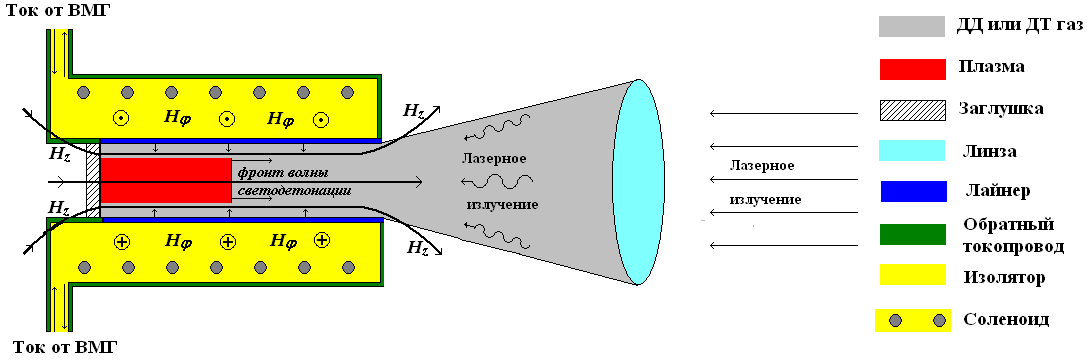 Ток от ВМГ
Hφ
Hφ
Hz
Hz
Hz
фронт волны
светодетонации
Hz
Hφ
Hφ
Hz
Ток от ВМГ
Лазерное
излучение
Лазерное
излучение
ДД или ДТ газ
Плазма
Заглушка
Линза
Лайнер
Обратный
токопровод
Изолятор
Соленоид